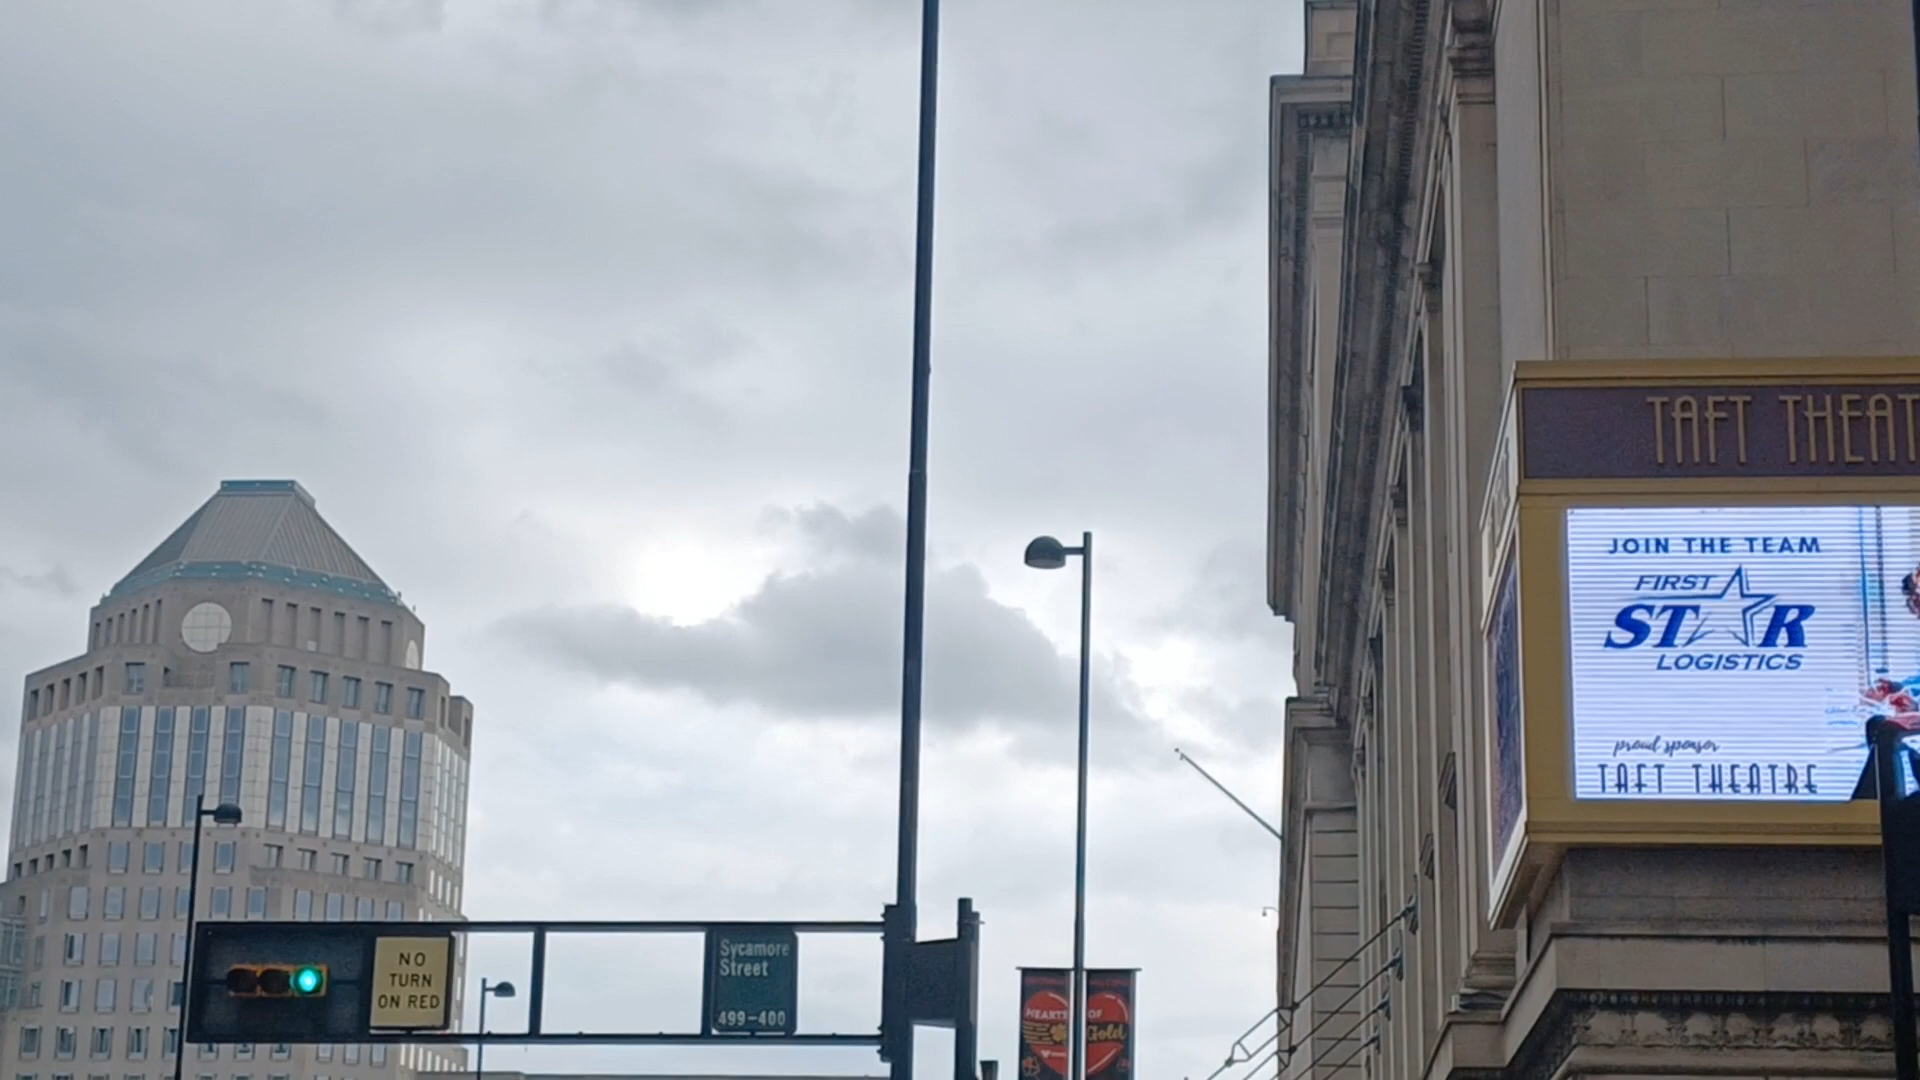 TAFT THEAT
JOIN THE TEAM
FIRST
STAR
LOGISTICS
proud sponsor
TAFT THEATRE
NO
TURN
ON RED
Sycamore
Street
499-400
HEARTS OF
Gold